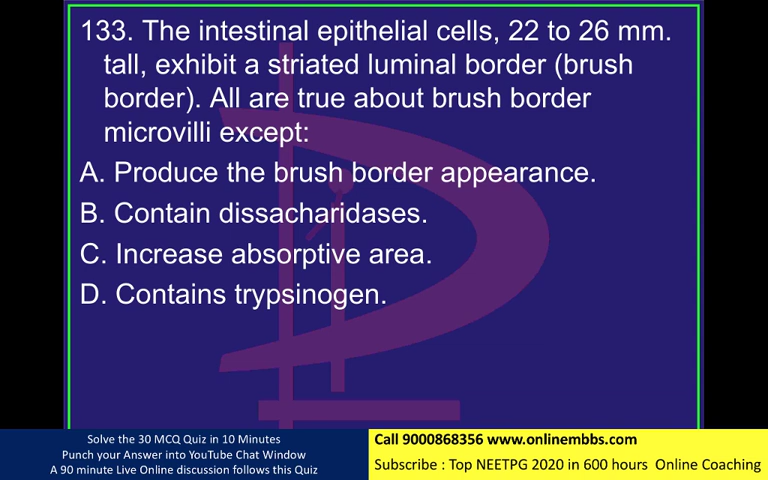 133. The intestinal epithelial cells, 22 to 26 mm.
tall, exhibit a striated luminal border (brush
border). All are true about brush border
microvilli except:
A. Produce the brush border appearance.
B. Contain dissacharidases.
C. Increase absorptive area.
D. Contains trypsinogen.
Solve the 30 MCQ Quiz in 10 Minutes
Punch your Answer into YouTube Chat Window
A 90 minute Live Online discussion follows this Quiz
Call 9000868356 www.onlinembbs.com
Subscribe : Top NEETPG 2020 in 600 hours Online Coaching